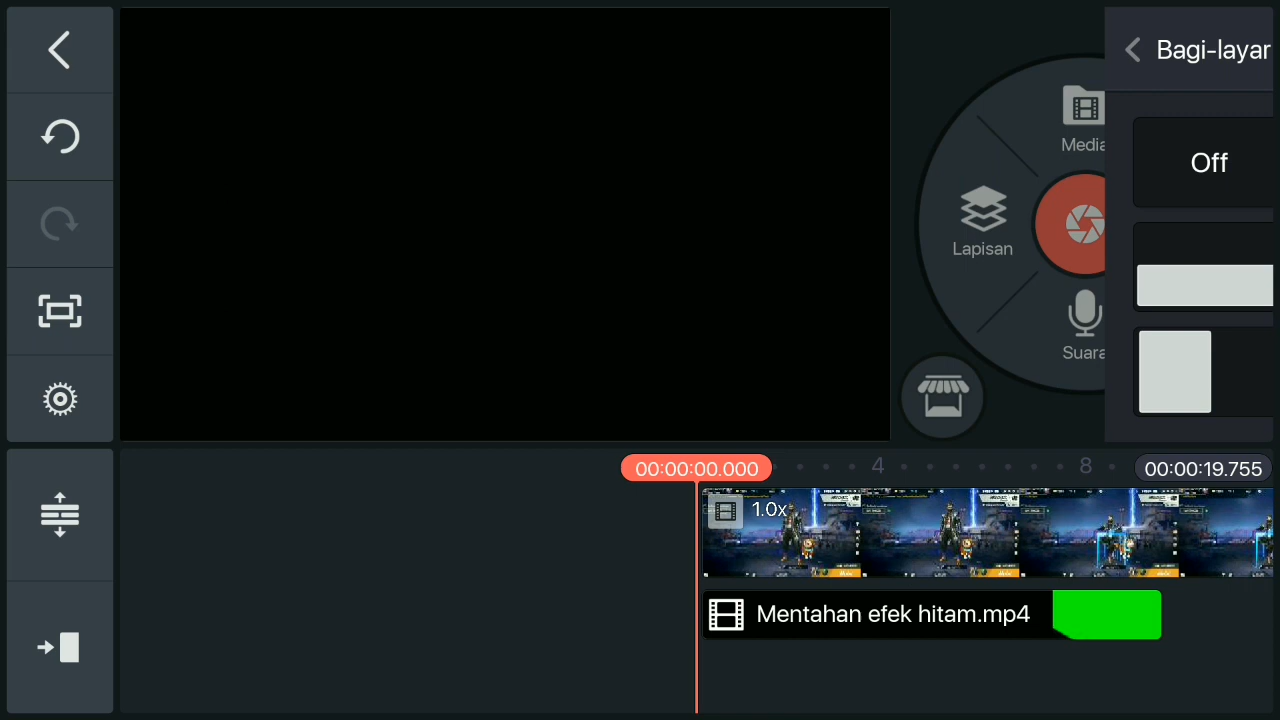 Bagi-layar
Media
Off
Lapisan
Suara
00:00:00.000
4
8
00:00:19.755
1.0x
Mentahan efek hitam.mp4